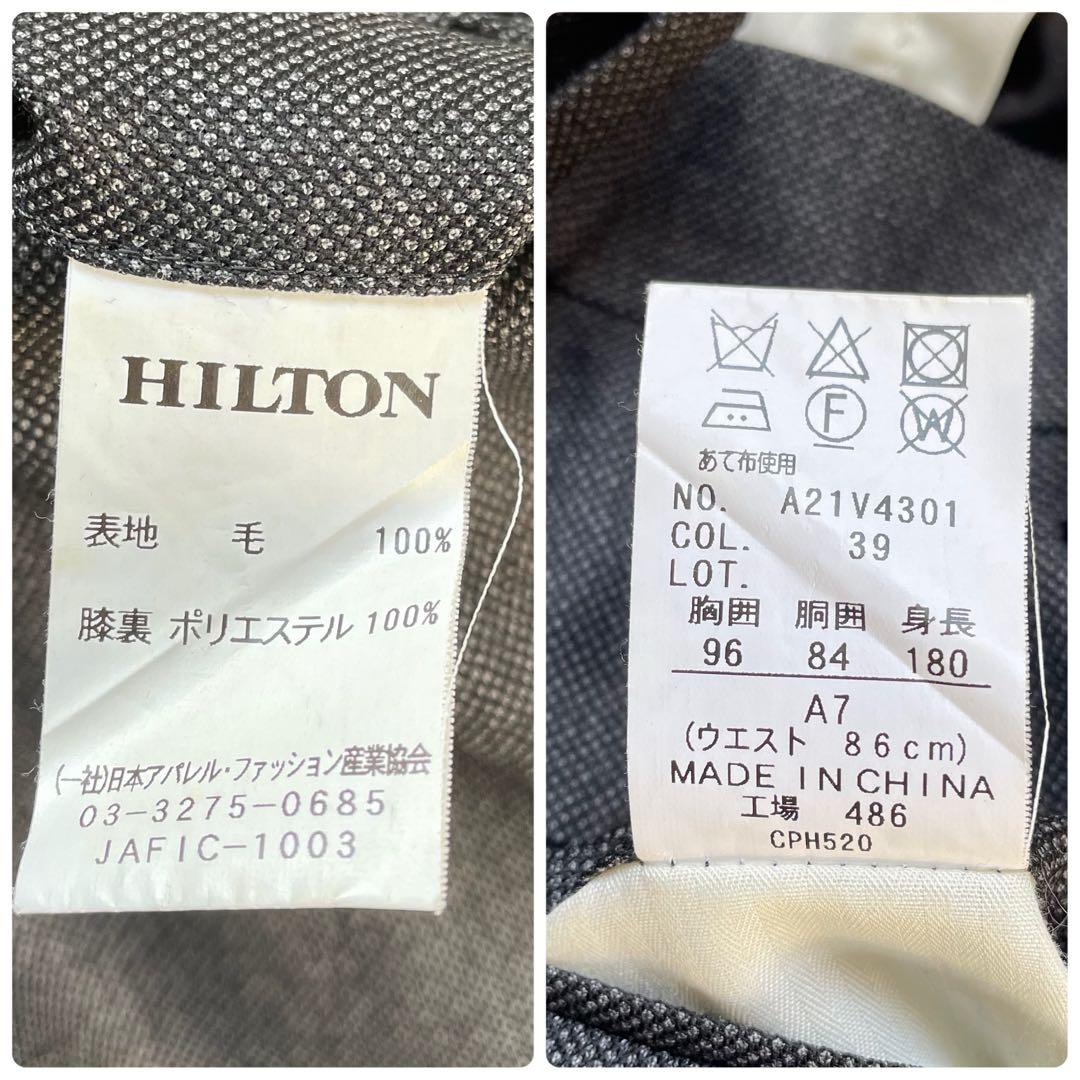 HILTON
表地 毛 100%
膝裏 ポリエステル 100%
(一社)日本アパレル・ファッション産業協会
03-3275-0685
JAFIC-1003
F
W
あて布使用
NO. A21V4301
COL. 39
LOT.
胸囲 胴囲 身長
96 84 180
A7
(ウエスト 86cm)
MADE IN CHINA
工場 486
CPH520